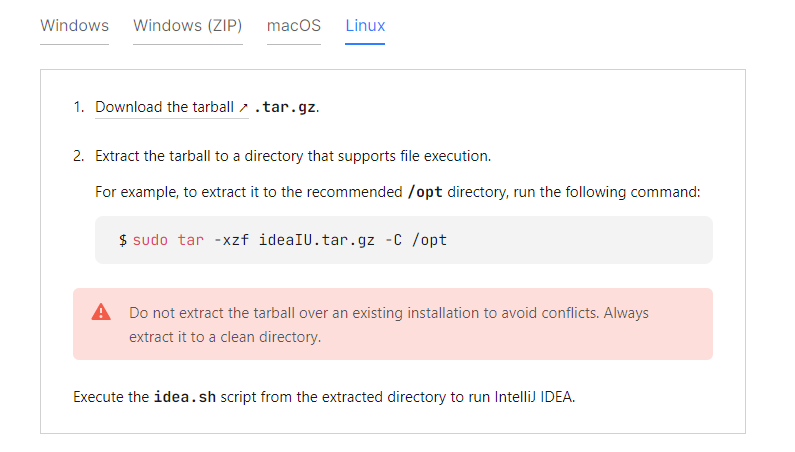 Windows Windows (ZIP) macOS Linux
1. Download the tarball ↗ .tar.gz.
2. Extract the tarball to a directory that supports file execution.
For example, to extract it to the recommended /opt directory, run the following command:
$ sudo tar -xzf ideaIU.tar.gz -C /opt
Do not extract the tarball over an existing installation to avoid conflicts. Always
extract it to a clean directory.
Execute the idea.sh script from the extracted directory to run IntelliJ IDEA.